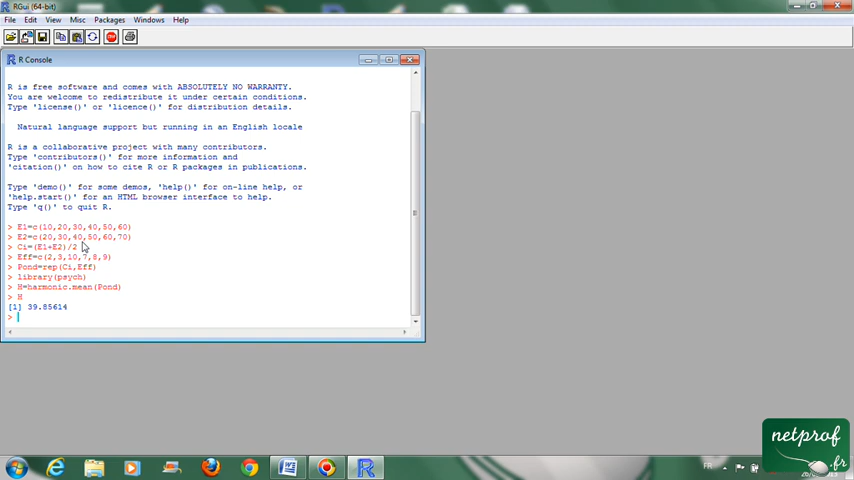 RGui (64-bit)
File Edit View Misc Packages Windows Help
R Console
R is free software and comes with ABSOLUTELY NO WARRANTY.
You are welcome to redistribute it under certain conditions.
Type 'license()' or 'licence()' for distribution details.
Natural language support but running in an English locale
R is a collaborative project with many contributors.
Type 'contributors()' for more information and
'citation()' on how to cite R or R packages in publications.
Type 'demo()' for some demos, 'help()' for on-line help, or
'help.start()' for an HTML browser interface to help.
Type 'q()' to quit R.
> E1=c(10,20,30,40,50,60)
> E2=c(20,30,40,50,60,70)
> Ci=(E1+E2)/2
> Eff=c(2,3,10,7,8,9)
> Pond=rep(Ci,Eff)
> library(psych)
> H=harmonic.mean(Pond)
> H
[1] 39.85614
>
netprof
.fr
FR